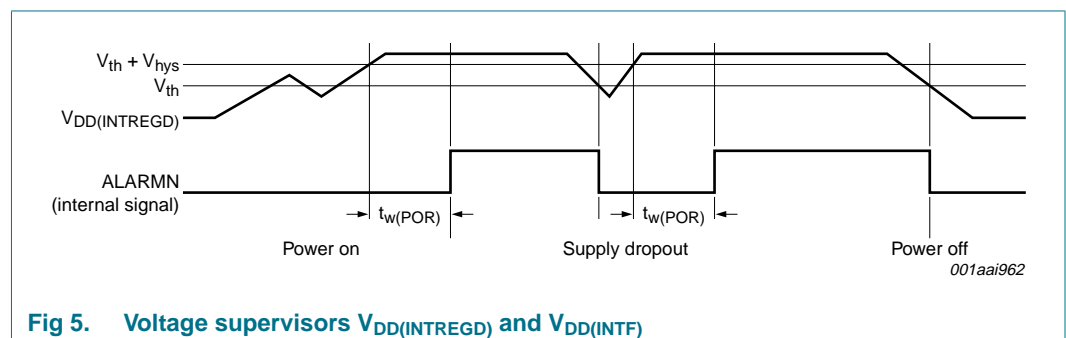 Vth + Vhys
Vth
VDD(INTREGD)
ALARMN
(internal signal)
tw(POR)
tw(POR)
Power on
Supply dropout
Power off
001aai962
Fig 5. Voltage supervisors VDD(INTREGD) and VDD(INTF)